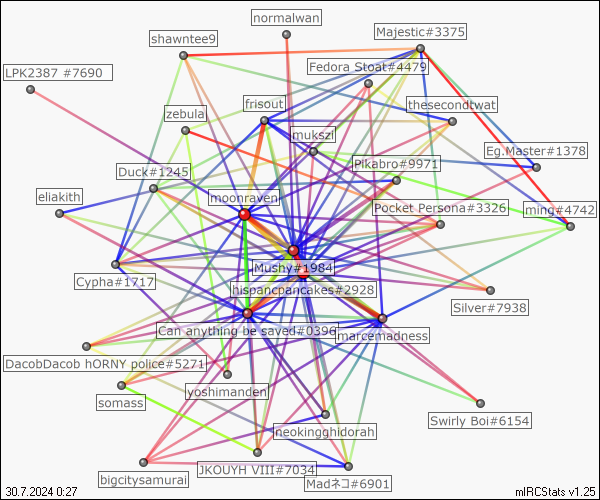 normalwan
Majestic#3375
shawntee9
Fedora Stoat#4479
LPK2387 #7690
thesecondtwat
frisout
zebula
mukszi
Eg.Master#1378
Pikabro#9971
Duck#1245
moonraven
eliakith
Pocket Persona#3326
ming#4742
Mushy#1984
Cypha#1717
hispancpancakes#2928
Silver#7938
Can anything be saved#0396
marcemadness
DacobDacob hORNY police#5271
yoshimanden
somass
Swirly Boi#6154
neokingghidorah
JKOUYH VIII#7034
bigcitysamurai
Madネコ#6901
30.7.2024 0:27
mIRCStats v1.25